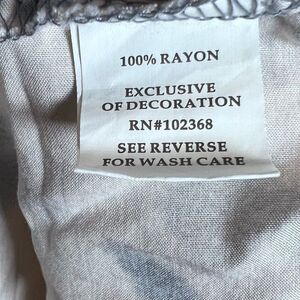 100% RAYON
EXCLUSIVE
OF DECORATION
RN#102368
SEE REVERSE
FOR WASH CARE